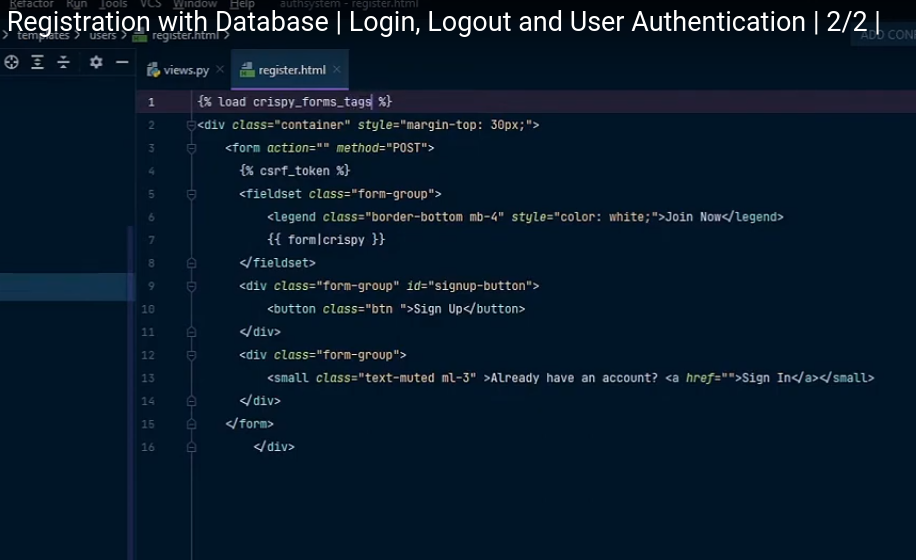 Refactor Run Tools VCS Window Help authsystem - register.html
Registration with Database | Login, Logout and User Authentication | 2/2 |
templates > users > register.html >
ADD CON
views.py × register.html ×
1 {% load crispy_forms_tags %}
2 <div class="container" style="margin-top: 30px;">
3 <form action="" method="POST">
4 {% csrf_token %}
5 <fieldset class="form-group">
6 <legend class="border-bottom mb-4" style="color: white;">Join Now</legend>
7 {{ form|crispy }}
8 </fieldset>
9 <div class="form-group" id="signup-button">
10 <button class="btn ">Sign Up</button>
11 </div>
12 <div class="form-group">
13 <small class="text-muted ml-3" >Already have an account? <a href="">Sign In</a></small>
14 </div>
15 </form>
16 </div>